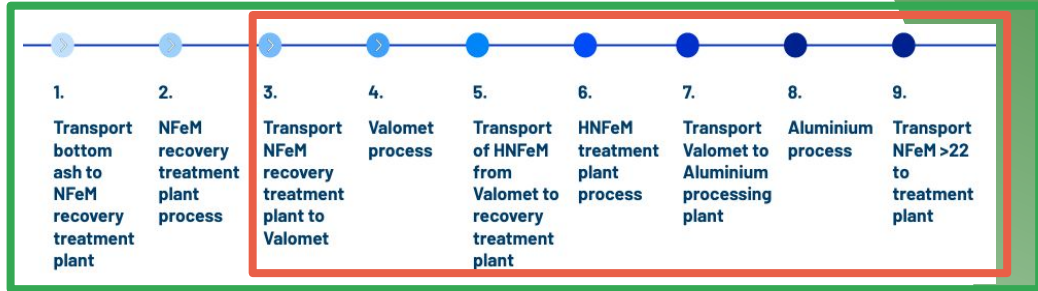 1.
Transport
bottom
ash to
NFeM
recovery
treatment
plant
2.
NFeM
recovery
treatment
plant
process
3.
Transport
NFeM
recovery
treatment
plant to
Valomet
4.
Valomet
process
5.
Transport
of HNFeM
from
Valomet to
recovery
treatment
plant
6.
HNFeM
treatment
plant
process
7.
Transport
Valomet to
Aluminium
processing
plant
8.
Aluminium
process
9.
Transport
NFeM >22
to
treatment
plant